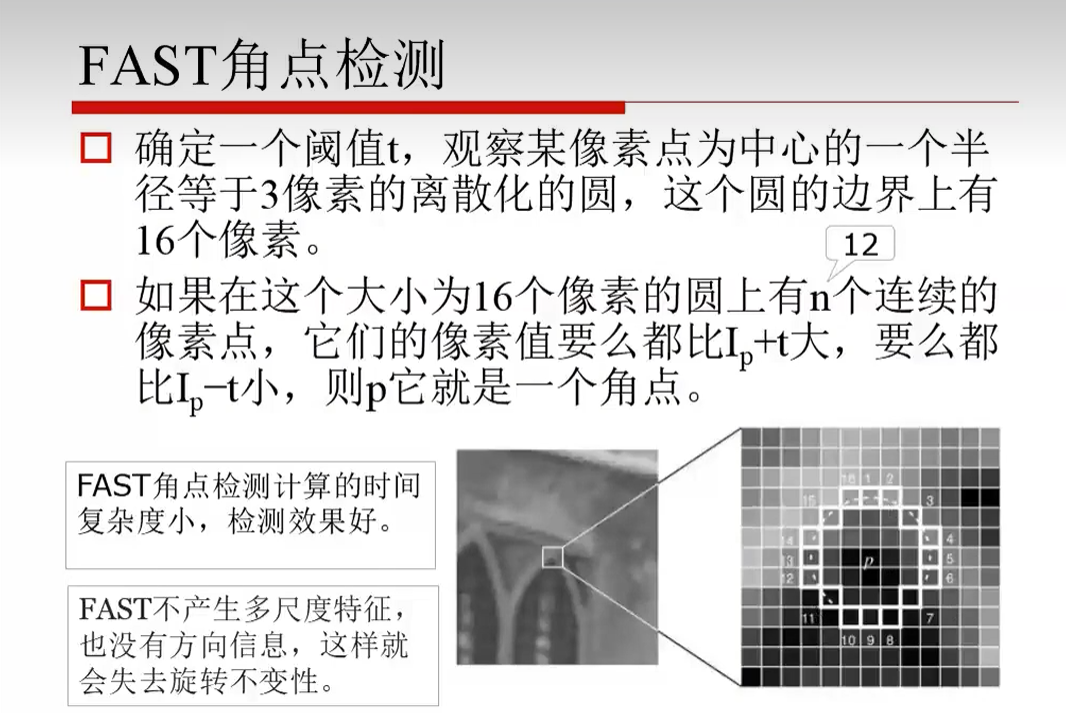 FAST角点检测
确定一个阈值t，观察某像素点为中心的一个半
径等于3像素的离散化的圆，这个圆的边界上有
16个像素。
12
如果在这个大小为16个像素的圆上有n个连续的
像素点，它们的像素值要么都比Ip+t大，要么都
比Ip−t小，则p它就是一个角点。
FAST角点检测计算的时间
复杂度小，检测效果好。
FAST不产生多尺度特征，
也没有方向信息，这样就
会失去旋转不变性。
16 1 2
15 3
14 4
13 p 5
12 6
11 7
10 9 8